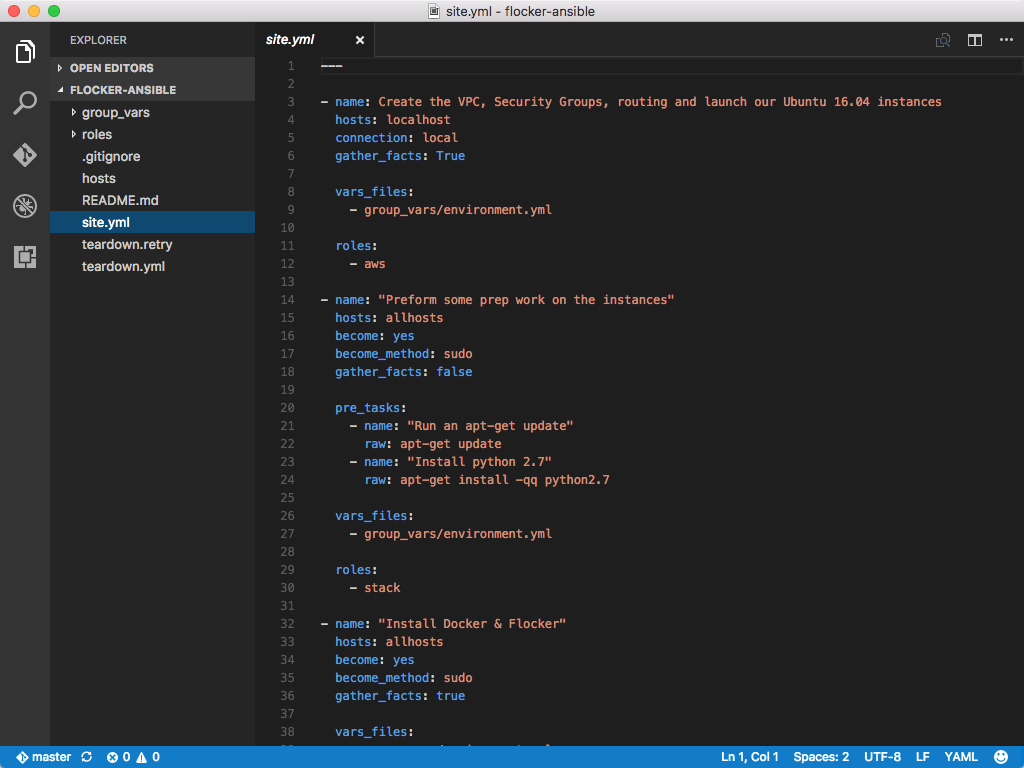 site.yml - flocker-ansible
EXPLORER
OPEN EDITORS
FLOCKER-ANSIBLE
group_vars
roles
.gitignore
hosts
README.md
site.yml
teardown.retry
teardown.yml
site.yml
1 ---
2
3 - name: Create the VPC, Security Groups, routing and launch our Ubuntu 16.04 instances
4   hosts: localhost
5   connection: local
6   gather_facts: True
7
8   vars_files:
9     - group_vars/environment.yml
10
11   roles:
12     - aws
13
14 - name: "Preform some prep work on the instances"
15   hosts: allhosts
16   become: yes
17   become_method: sudo
18   gather_facts: false
19
20   pre_tasks:
21     - name: "Run an apt-get update"
22       raw: apt-get update
23     - name: "Install python 2.7"
24       raw: apt-get install -qq python2.7
25
26   vars_files:
27     - group_vars/environment.yml
28
29   roles:
30     - stack
31
32 - name: "Install Docker & Flocker"
33   hosts: allhosts
34   become: yes
35   become_method: sudo
36   gather_facts: true
37
38   vars_files:
master 0 0 Ln 1, Col 1 Spaces: 2 UTF-8 LF YAML